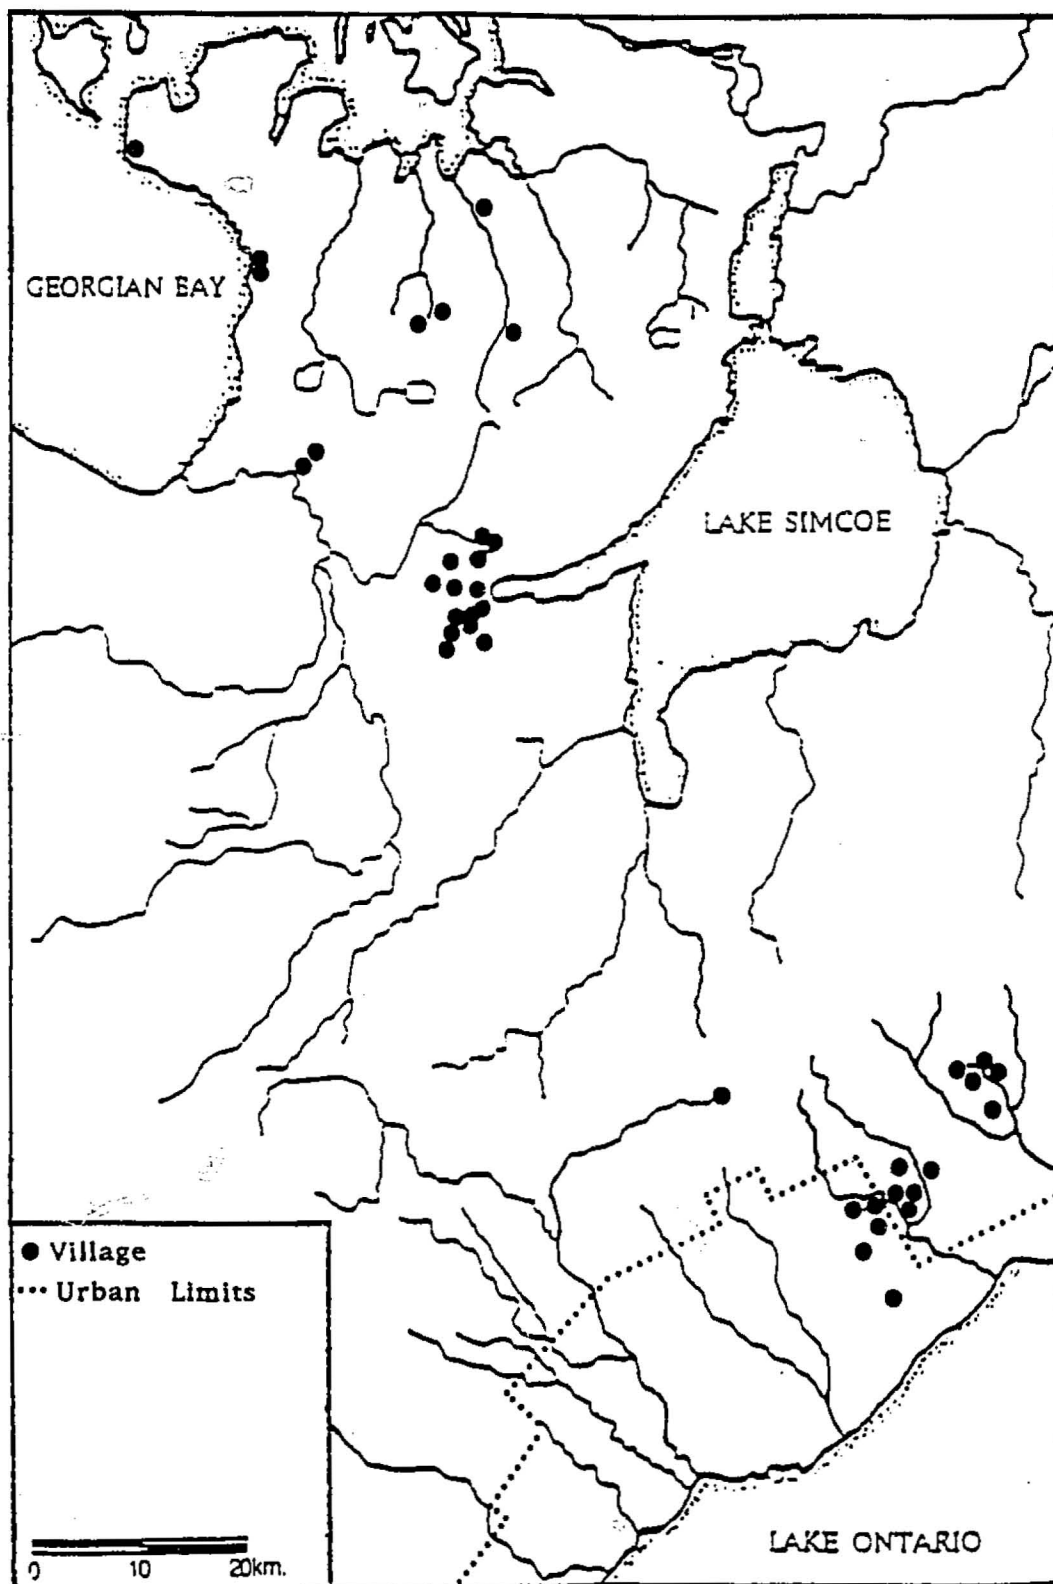 GEORGIAN BAY
LAKE SIMCOE
Village
Urban Limits
0 10 20km.
LAKE ONTARIO